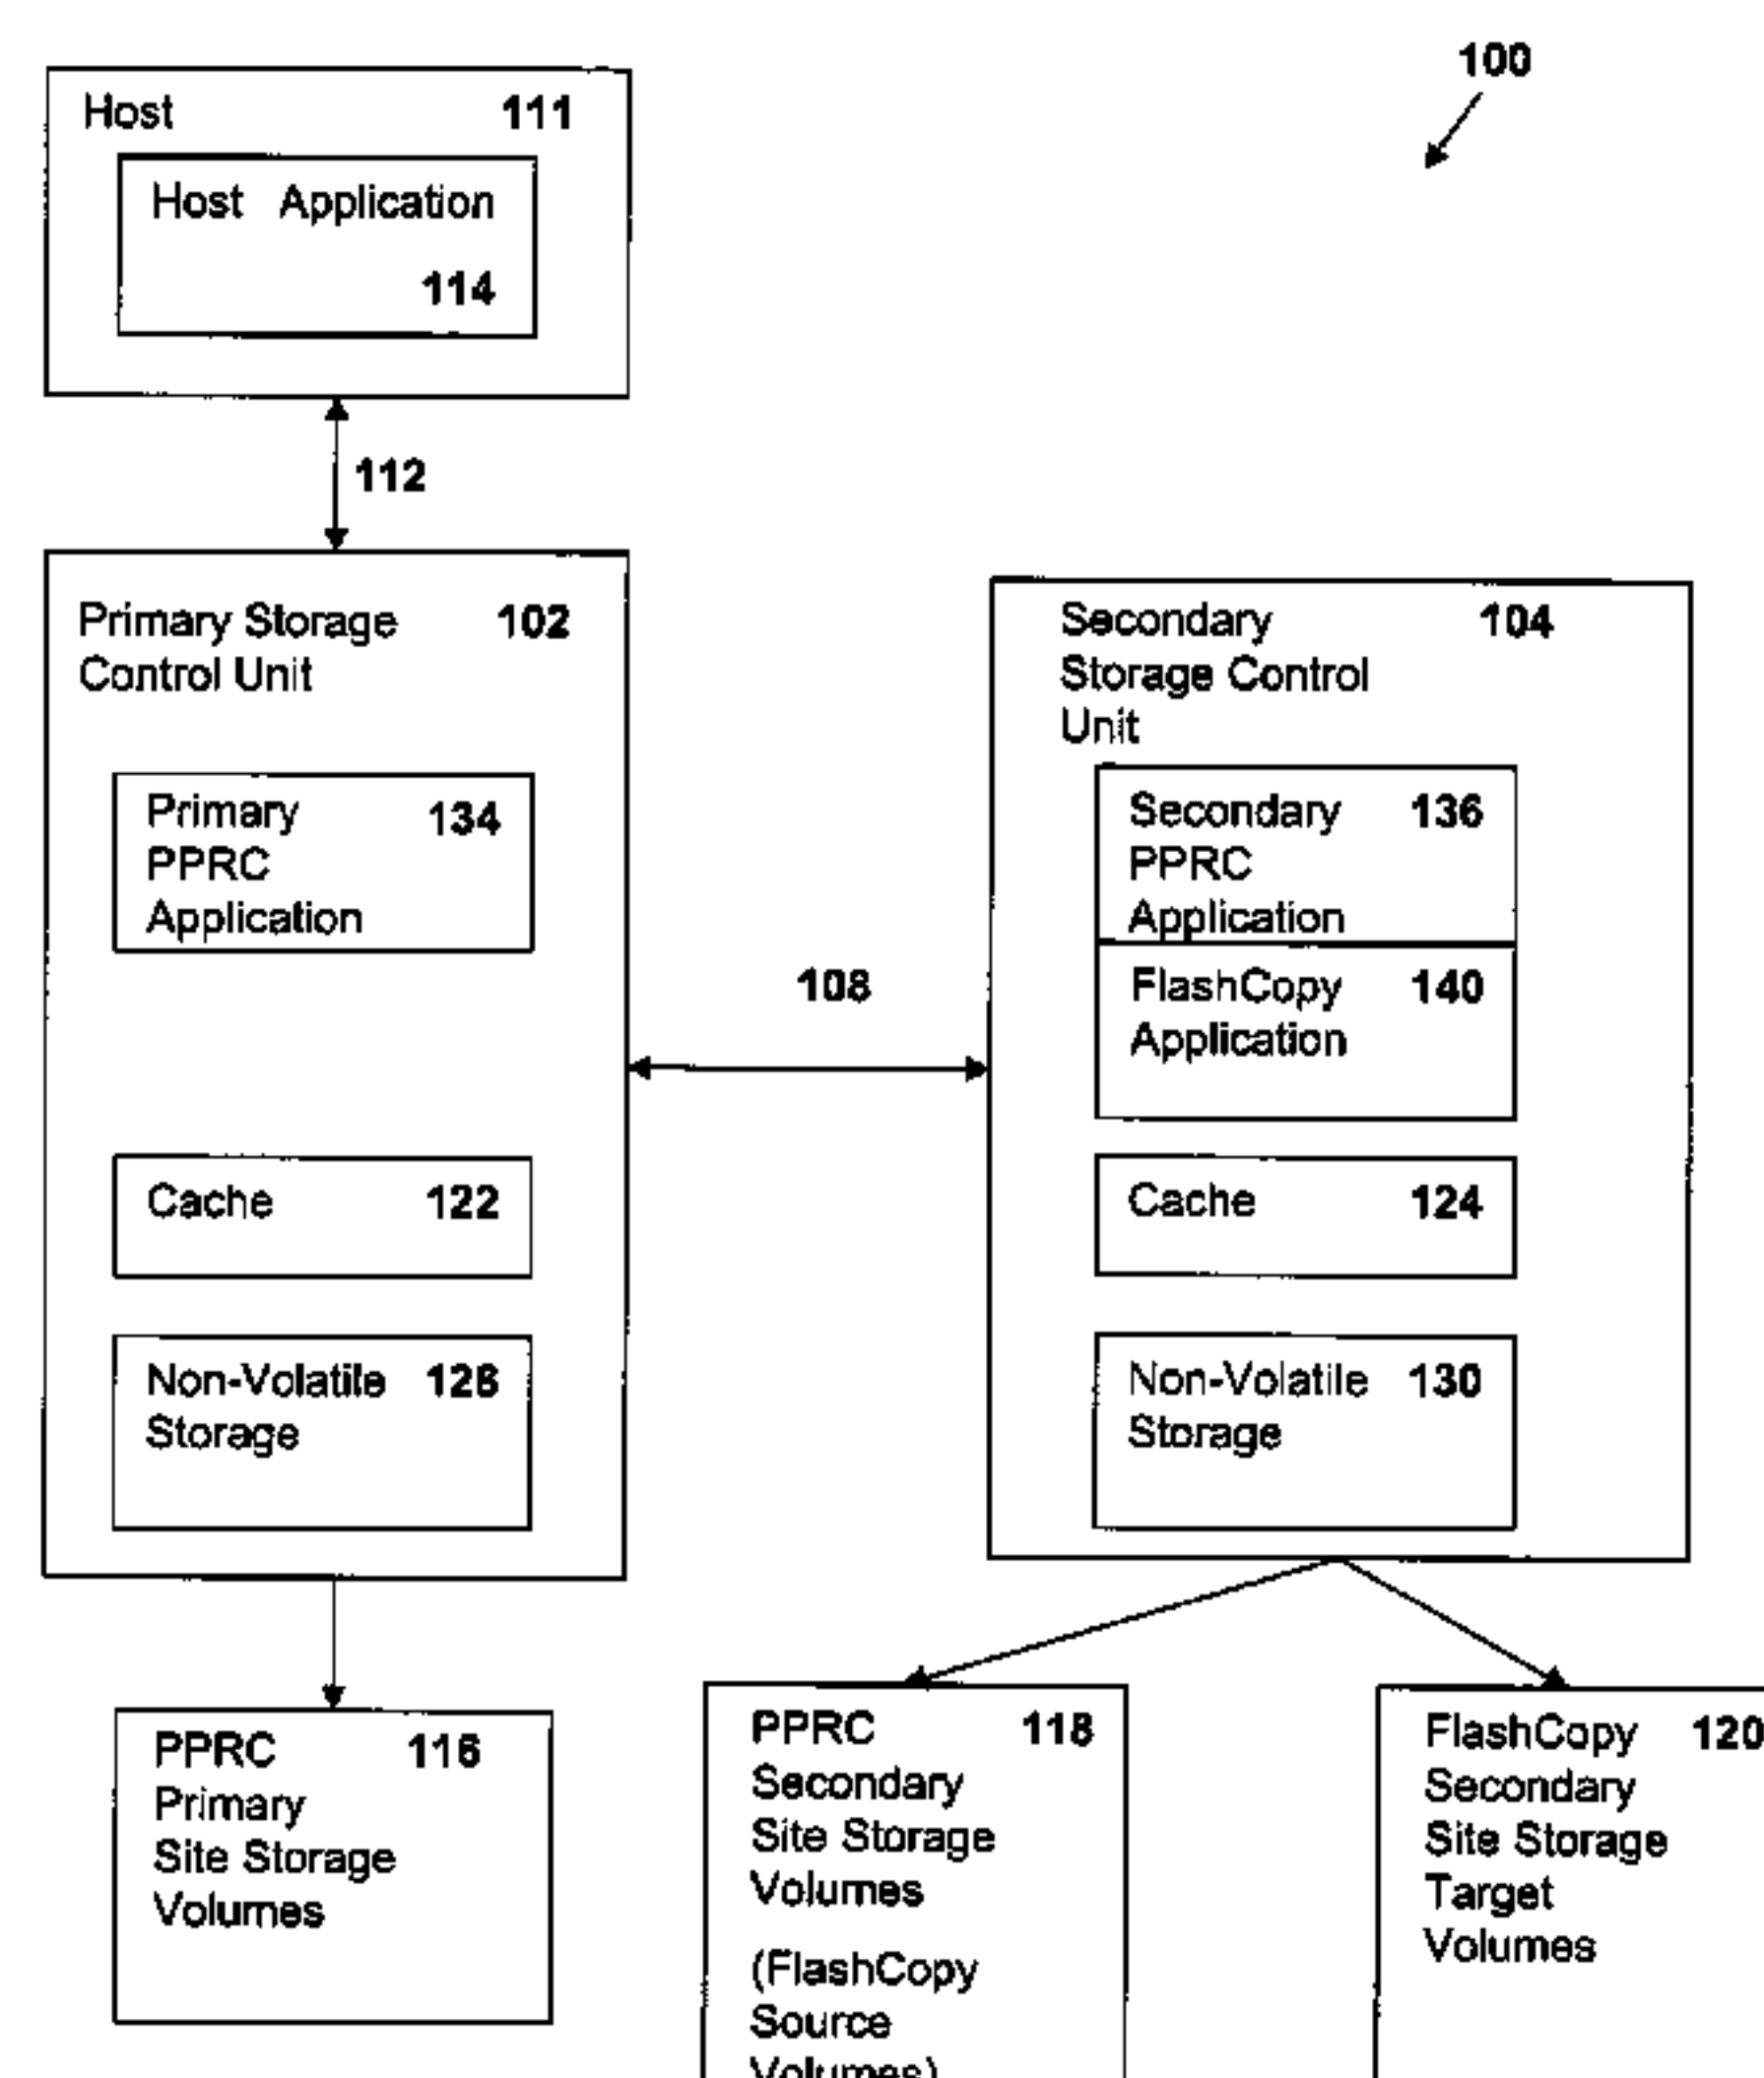 100
Host 111
Host Application
114
112
Primary Storage 102
Control Unit
Primary 134
PPRC
Application
Cache 122
Non-Volatile 128
Storage
108
Secondary 104
Storage Control
Unit
Secondary 136
PPRC
Application
FlashCopy 140
Application
Cache 124
Non-Volatile 130
Storage
PPRC 116
Primary
Site Storage
Volumes
PPRC 118
Secondary
Site Storage
Volumes
(FlashCopy
Source
Volumes)
FlashCopy 120
Secondary
Site Storage
Target
Volumes